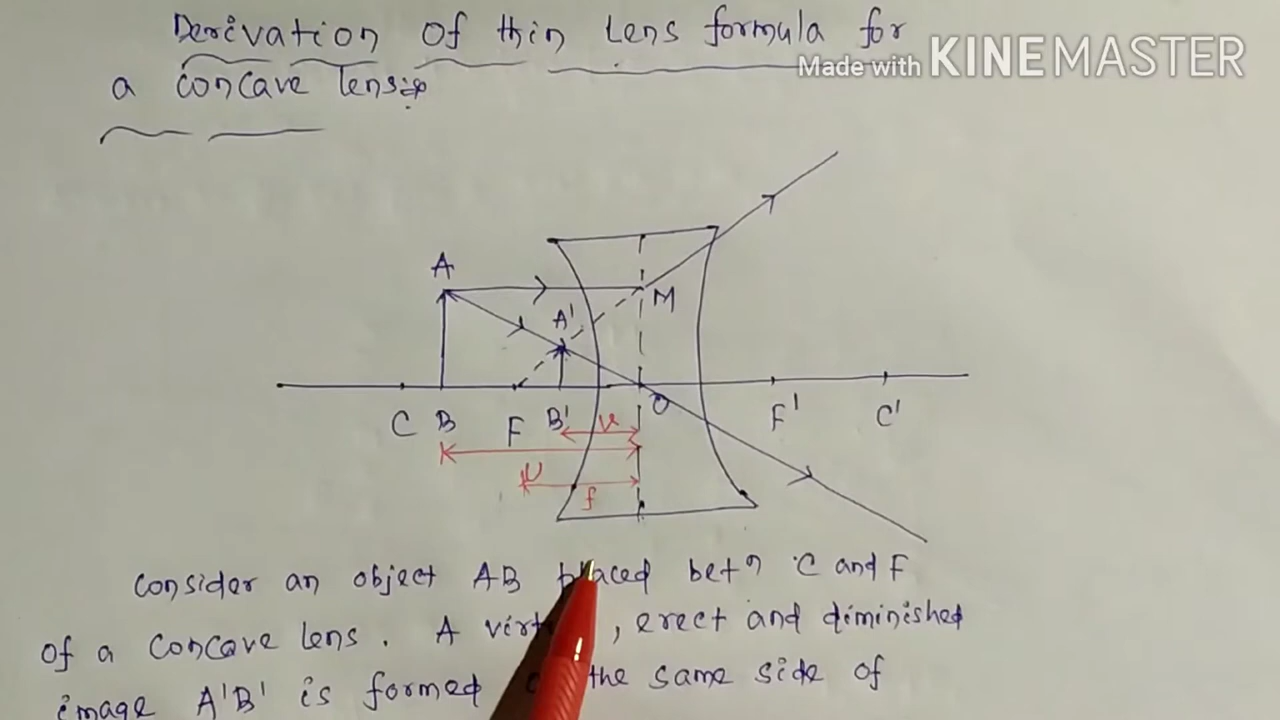 Derivation Of thin Lens formula for
Made with KINEMASTER
a concave lens:-
A
M
A'
C B F B' O F' C'
v
U
f
Consider an object AB placed betn C and F
of a concave lens. A , erect and diminished
image A'B' is formed the same side of